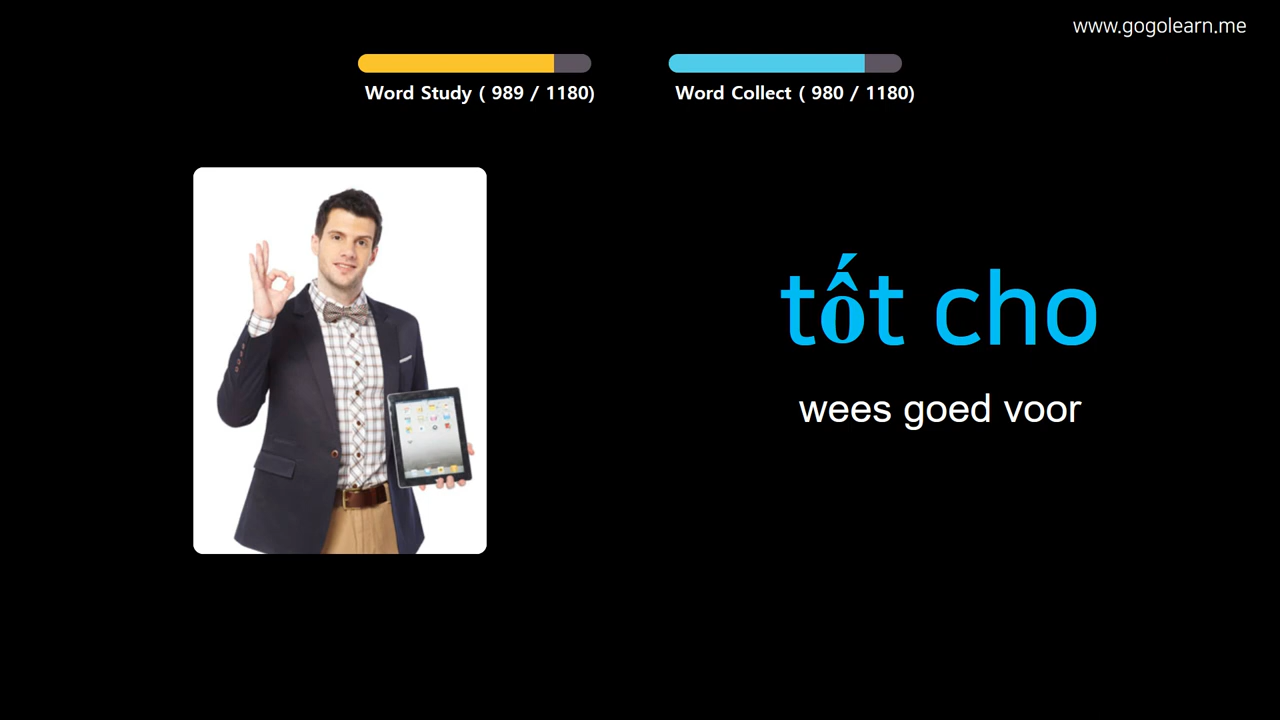 www.gogolearn.me
Word Study ( 989 / 1180)
Word Collect ( 980 / 1180)
tốt cho
wees goed voor